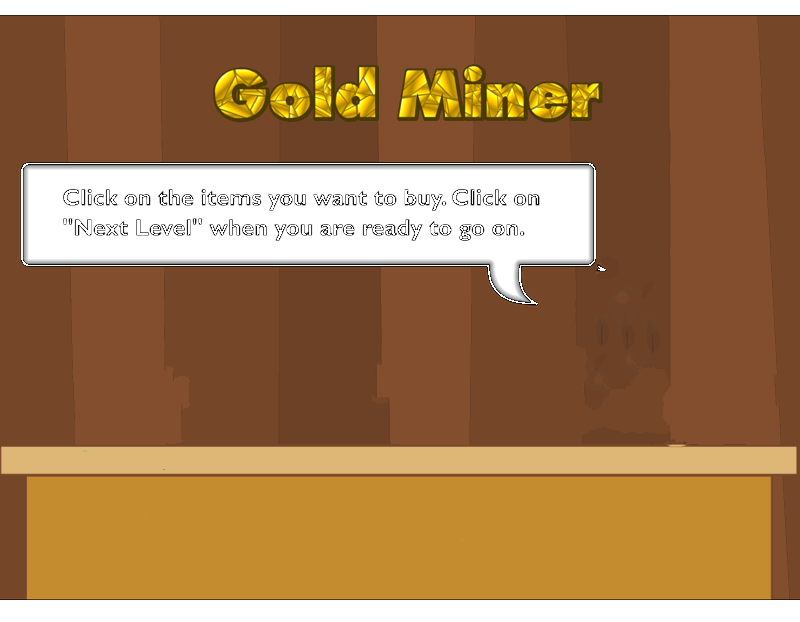 Gold Miner
Click on the items you want to buy. Click on
"Next Level" when you are ready to go on.